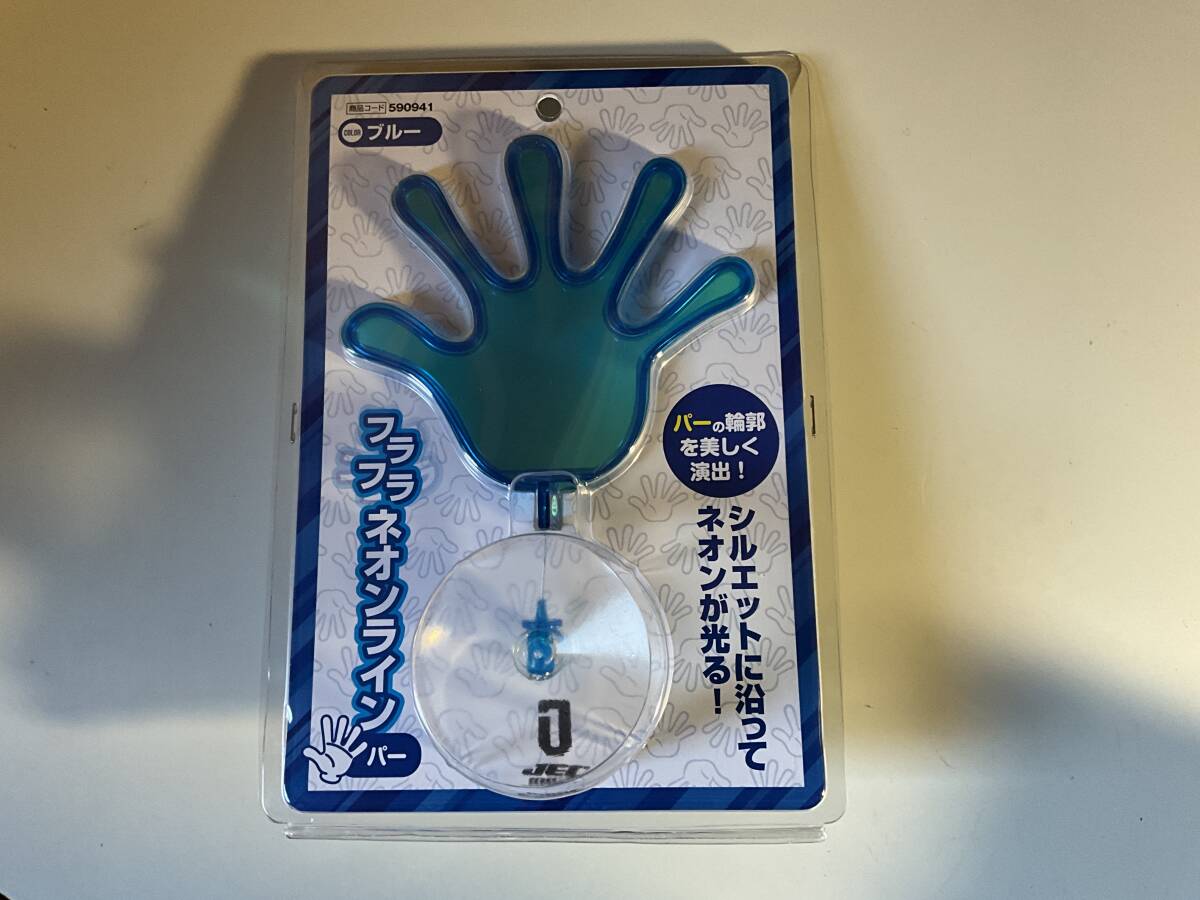 商品コード 590941
COLOR ブルー
パーの輪郭
を美しく
演出！
シルエットに沿って
ネオンが光る！
フラフラ ネオンライン
パー
JEC